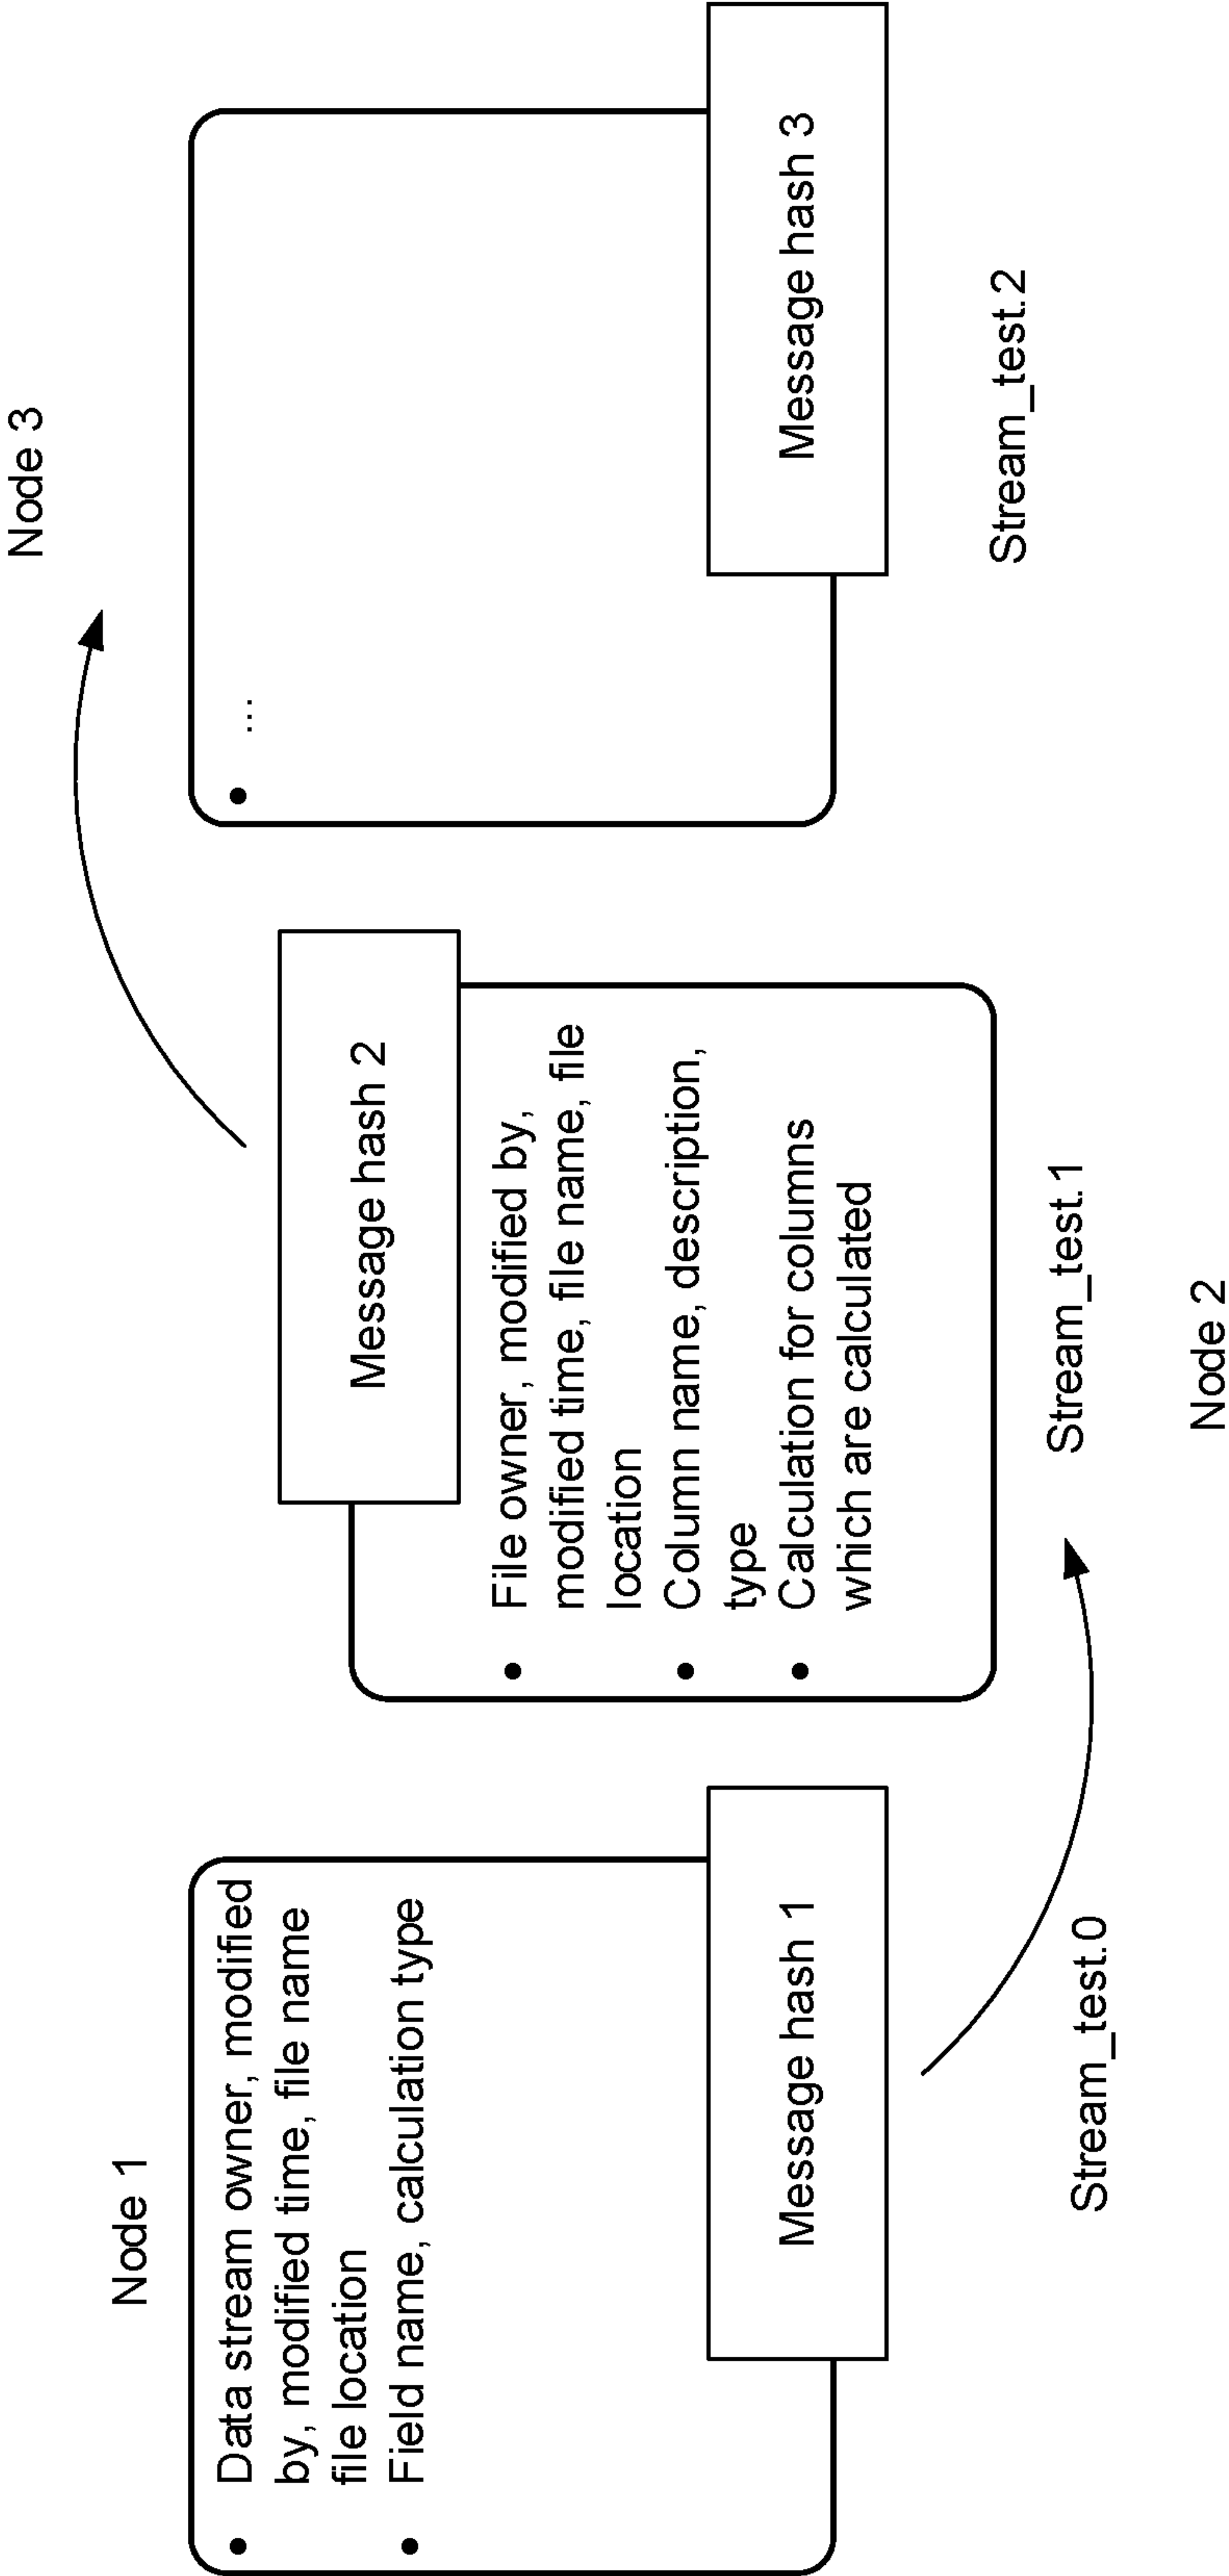 Node 1
Data stream owner, modified
by, modified time, file name
file location
Field name, calculation type
Message hash 1
Stream_test.0
Message hash 2
File owner, modified by,
modified time, file name, file
location
Column name, description,
type
Calculation for columns
which are calculated
Stream_test.1
Node 2
Node 3
...
Message hash 3
Stream_test.2